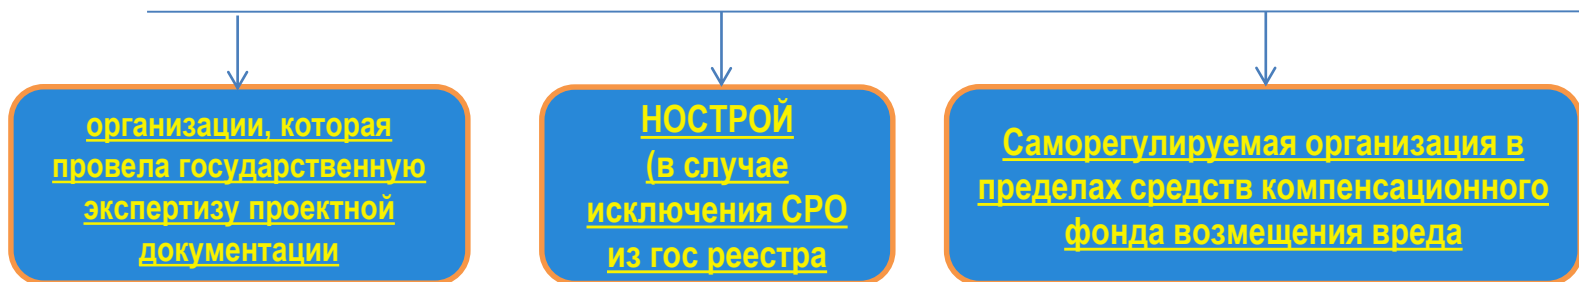 организации, которая
провела государственную
экспертизу проектной
документации
НОСТРОЙ
(в случае
исключения СРО
из гос реестра
Саморегулируемая организация в
пределах средств компенсационного
фонда возмещения вреда